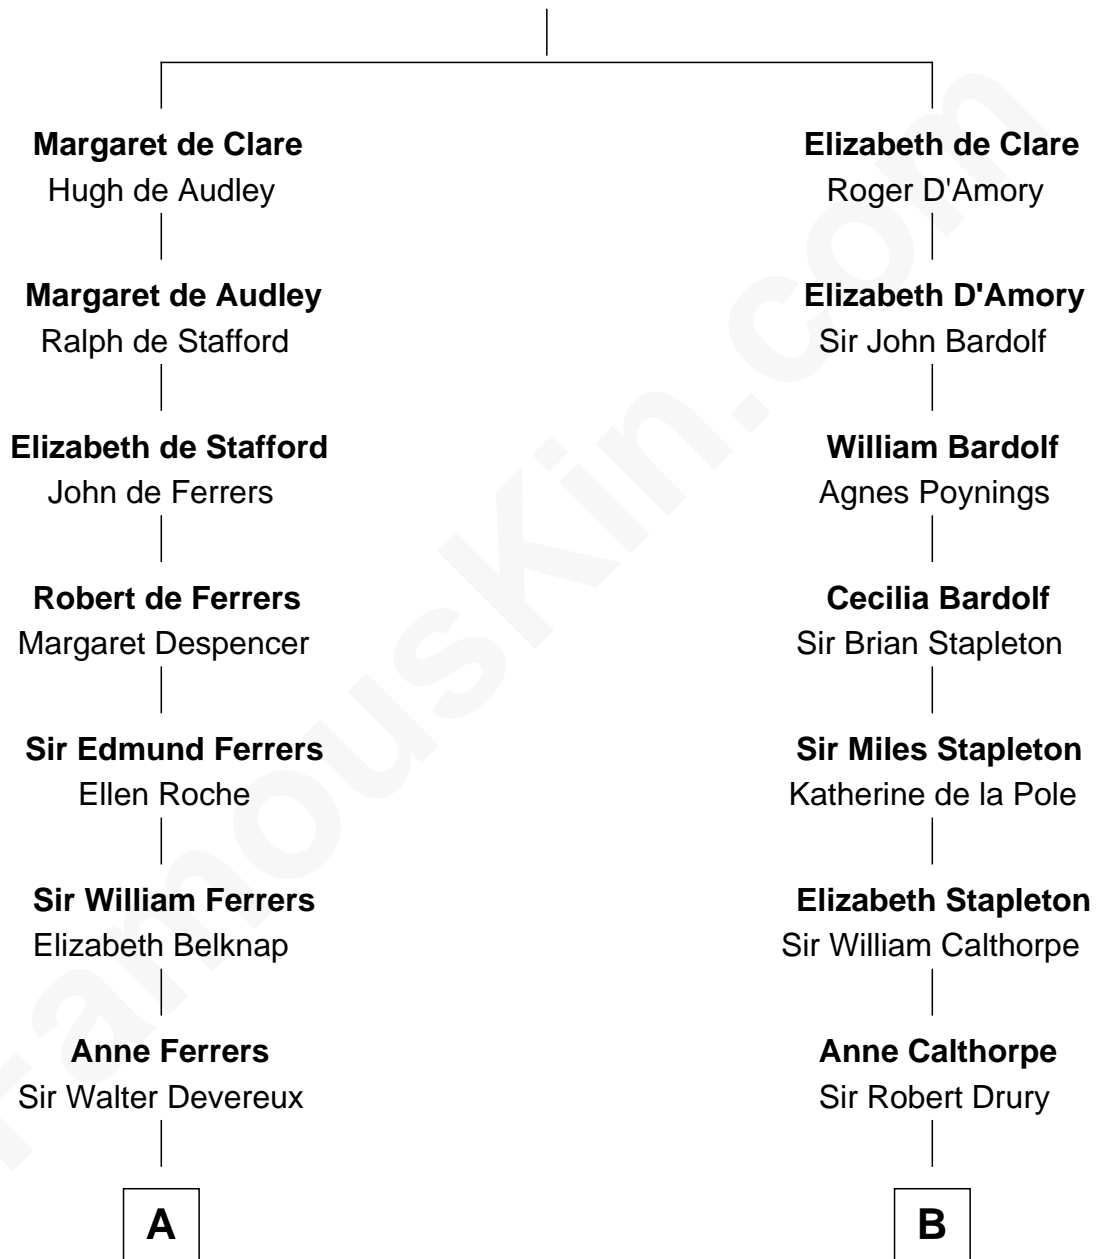 Margaret de Clare
Hugh de Audley
Margaret de Audley
Ralph de Stafford
Elizabeth de Stafford
John de Ferrers
Robert de Ferrers
Margaret Despencer
Sir Edmund Ferrers
Ellen Roche
Sir William Ferrers
Elizabeth Belknap
Anne Ferrers
Sir Walter Devereux
A
Elizabeth de Clare
Roger D'Amory
Elizabeth D'Amory
Sir John Bardolf
William Bardolf
Agnes Poynings
Cecilia Bardolf
Sir Brian Stapleton
Sir Miles Stapleton
Katherine de la Pole
Elizabeth Stapleton
Sir William Calthorpe
Anne Calthorpe
Sir Robert Drury
B
FamousKin.com